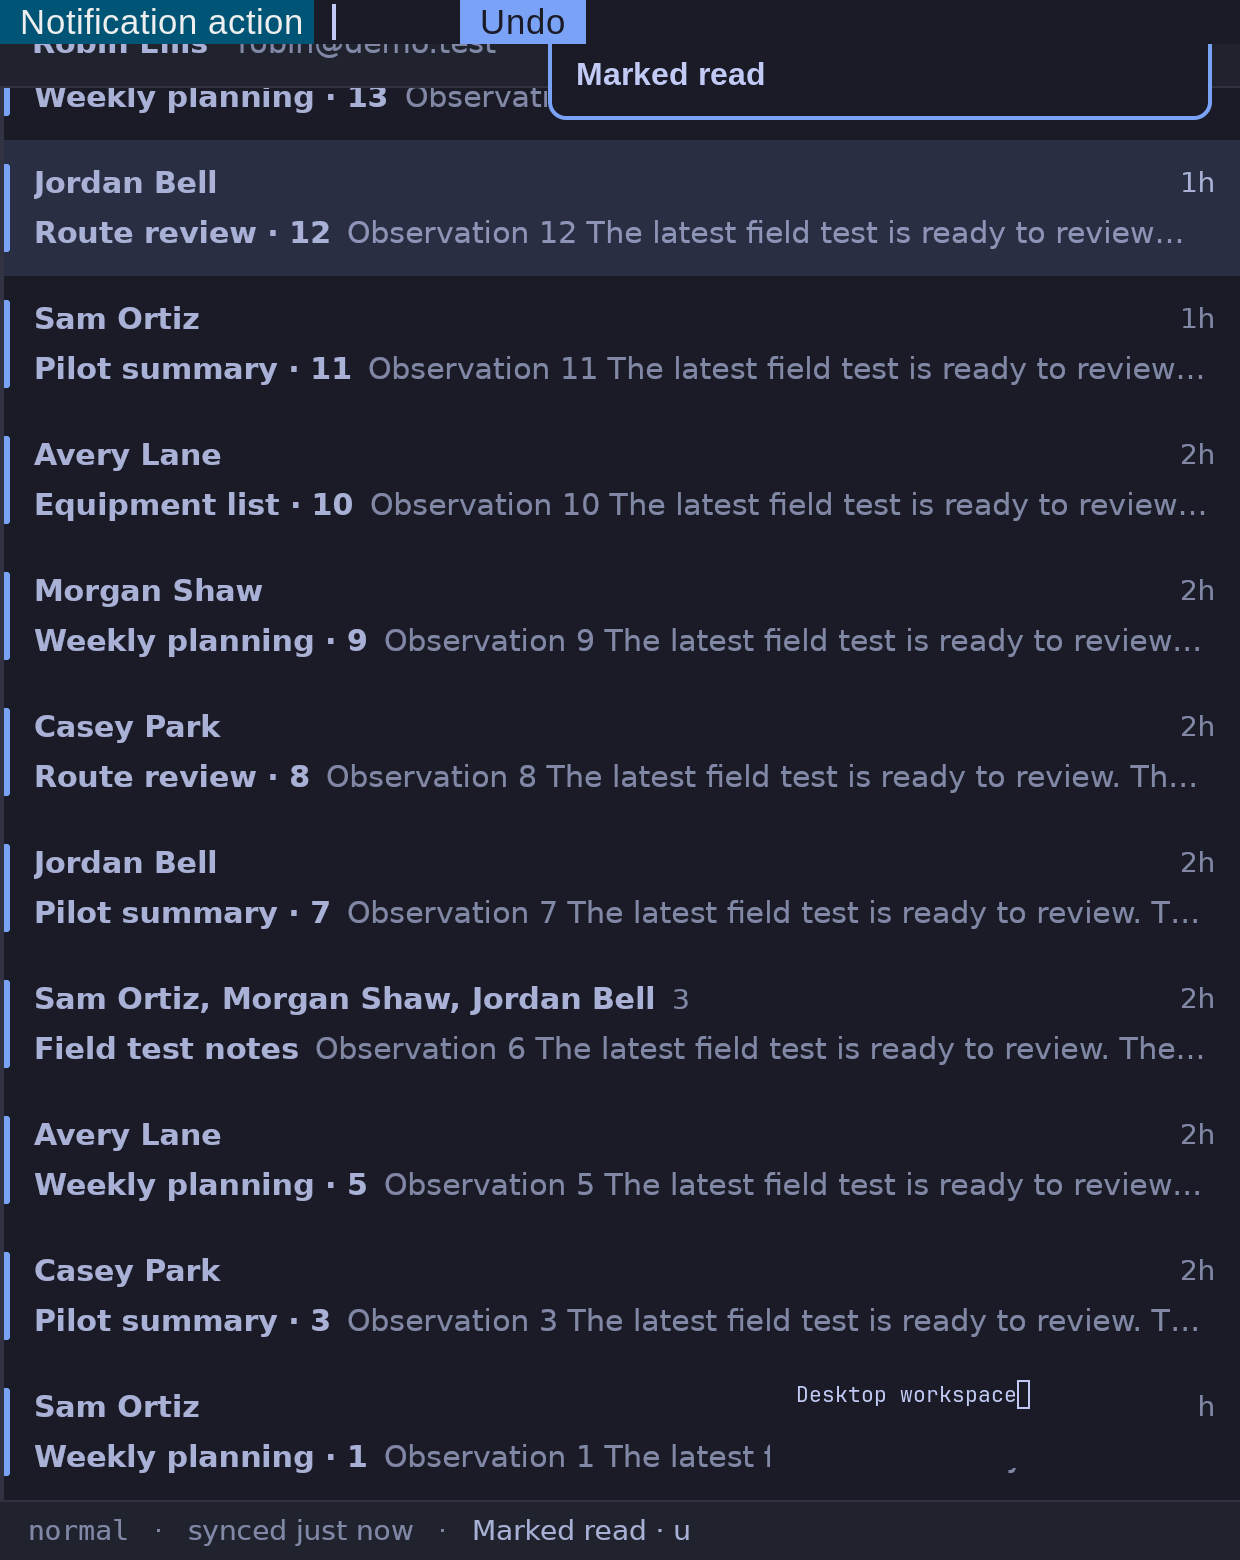 Notification action Undo
Robin Ellis robin@demo.test
Marked read
Weekly planning · 13
Jordan Bell 1h
Route review · 12 Observation 12 The latest field test is ready to review…
Sam Ortiz 1h
Pilot summary · 11 Observation 11 The latest field test is ready to review…
Avery Lane 2h
Equipment list · 10 Observation 10 The latest field test is ready to review…
Morgan Shaw 2h
Weekly planning · 9 Observation 9 The latest field test is ready to review…
Casey Park 2h
Route review · 8 Observation 8 The latest field test is ready to review. Th…
Jordan Bell 2h
Pilot summary · 7 Observation 7 The latest field test is ready to review. T…
Sam Ortiz, Morgan Shaw, Jordan Bell 3 2h
Field test notes Observation 6 The latest field test is ready to review. The…
Avery Lane 2h
Weekly planning · 5 Observation 5 The latest field test is ready to review…
Casey Park 2h
Pilot summary · 3 Observation 3 The latest field test is ready to review. T…
Desktop workspace
Sam Ortiz h
Weekly planning · 1 Observation 1 The latest f
normal · synced just now · Marked read · u